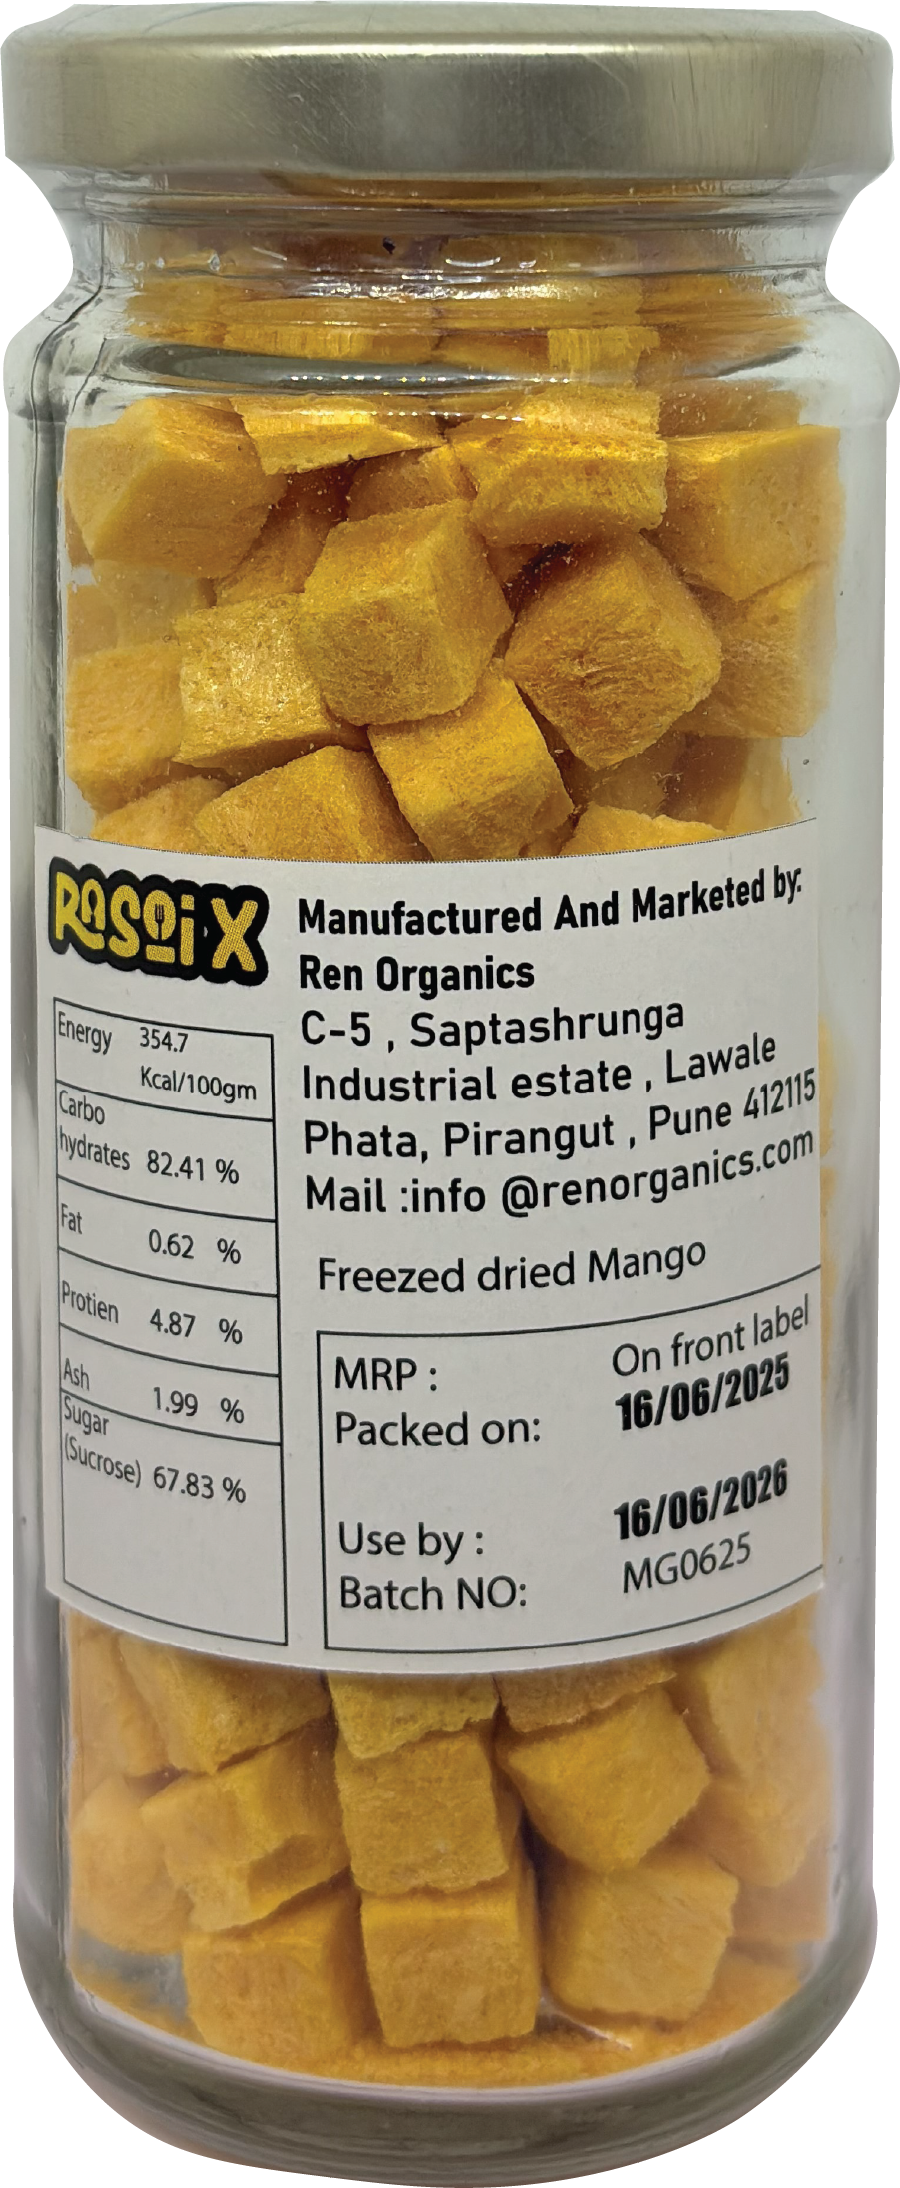 RASOiX
Energy 354.7
Kcal/100gm
Carbo
hydrates 82.41 %
Fat
0.62 %
Protien 4.87 %
Ash
1.99 %
Sugar
(Sucrose) 67.83 %
Manufactured And Marketed by:
Ren Organics
C-5 , Saptashrunga
Industrial estate , Lawale
Phata, Pirangut , Pune 412115
Mail :info @renorganics.com
Freezed dried Mango
MRP : On front label
Packed on: 16/06/2025
16/06/2026
Use by :
Batch NO: MG0625